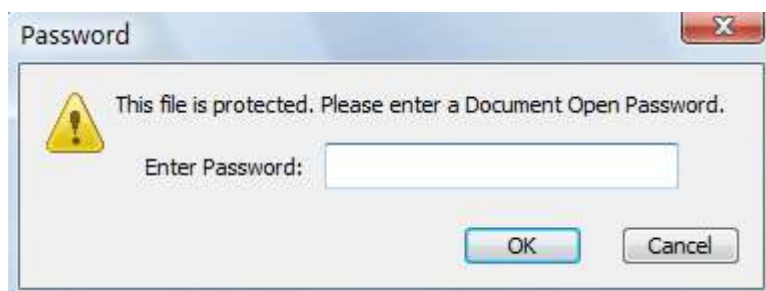 Password
This file is protected. Please enter a Document Open Password.
Enter Password:
OK Cancel